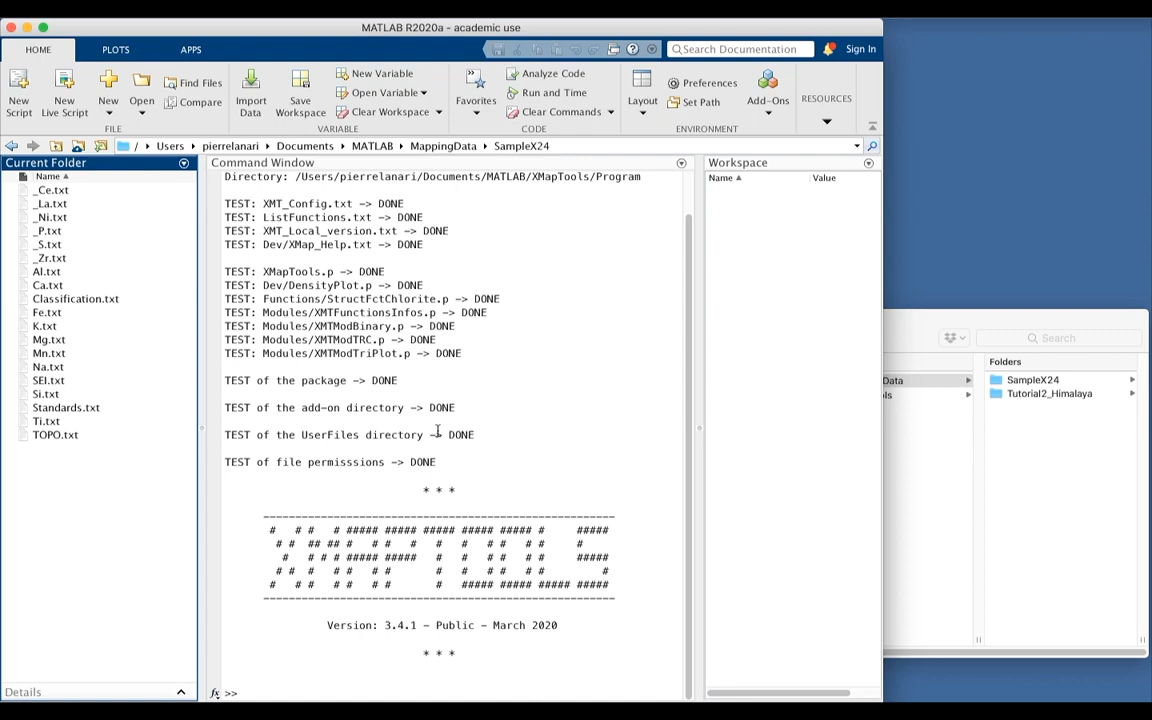 MATLAB R2020a - academic use
HOME PLOTS APPS
Search Documentation
Sign In
New Script
New Live Script
New
Open
Find Files
Compare
FILE
Import Data
Save Workspace
New Variable
Open Variable
Clear Workspace
VARIABLE
Favorites
Analyze Code
Run and Time
Clear Commands
CODE
Layout
Preferences
Set Path
Add-Ons
ENVIRONMENT
RESOURCES
/ Users pierrelanari Documents MATLAB MappingData SampleX24
Current Folder
Name
_Ce.txt
_La.txt
_Ni.txt
_P.txt
_S.txt
_Zr.txt
Al.txt
Ca.txt
Classification.txt
Fe.txt
K.txt
Mg.txt
Mn.txt
Na.txt
SEI.txt
Si.txt
Standards.txt
Ti.txt
TOPO.txt
Details
Command Window
Directory: /Users/pierrelanari/Documents/MATLAB/XMapTools/Program
TEST: XMT_Config.txt -> DONE
TEST: ListFunctions.txt -> DONE
TEST: XMT_Local_version.txt -> DONE
TEST: Dev/XMap_Help.txt -> DONE
TEST: XMapTools.p -> DONE
TEST: Dev/DensityPlot.p -> DONE
TEST: Functions/StructFctChlorite.p -> DONE
TEST: Modules/XMTFunctionsInfos.p -> DONE
TEST: Modules/XMTModBinary.p -> DONE
TEST: Modules/XMTModTRC.p -> DONE
TEST: Modules/XMTModTriPlot.p -> DONE
TEST of the package -> DONE
TEST of the add-on directory -> DONE
TEST of the UserFiles directory -> DONE
TEST of file permisssions -> DONE
* * *
XMAPTOOLS
Version: 3.4.1 - Public - March 2020
* * *
fx >>
Workspace
Name Value
Search
Folders
Data
ls
SampleX24
Tutorial2_Himalaya